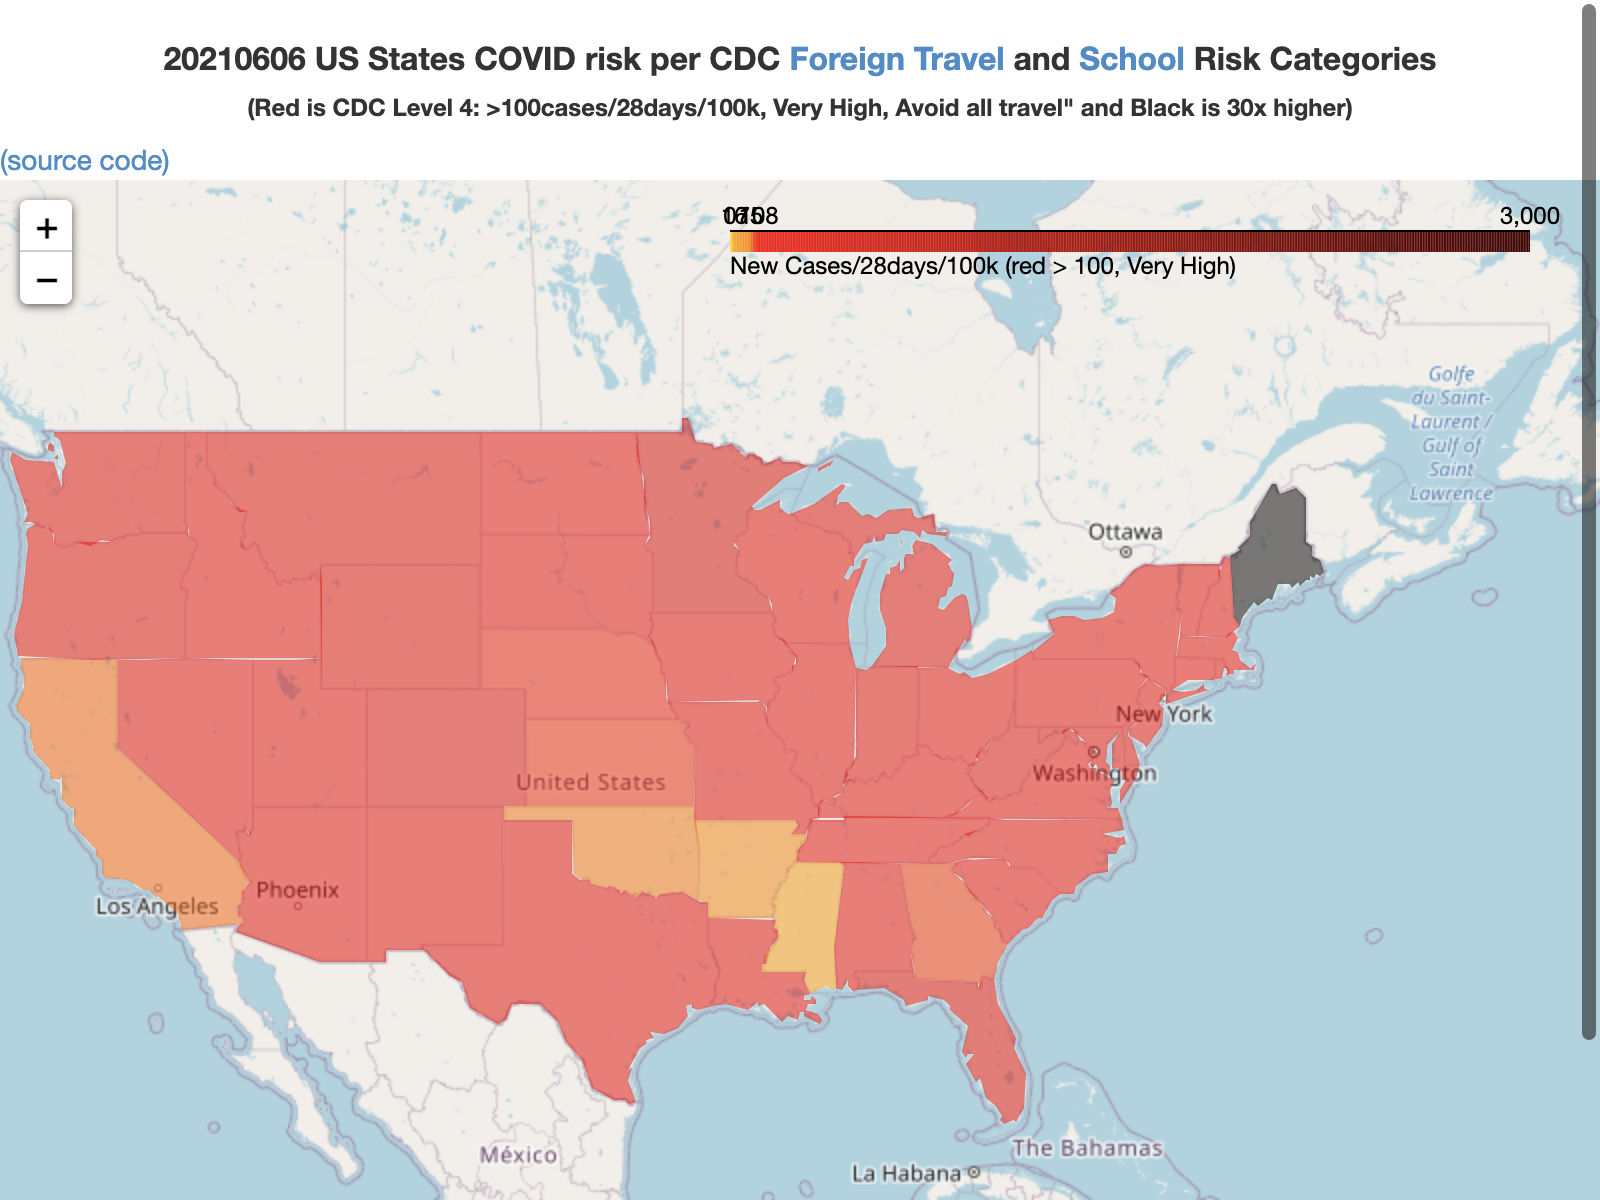 20210606 US States COVID risk per CDC Foreign Travel and School Risk Categories
(Red is CDC Level 4: >100cases/28days/100k, Very High, Avoid all travel" and Black is 30x higher)
(source code)
+
−
3,000
New Cases/28days/100k (red > 100, Very High)
Golfe
du Saint-
Laurent /
Gulf of
Saint
Lawrence
Ottawa
New York
Washington
United States
Phoenix
Los Angeles
The Bahamas
México
La Habana